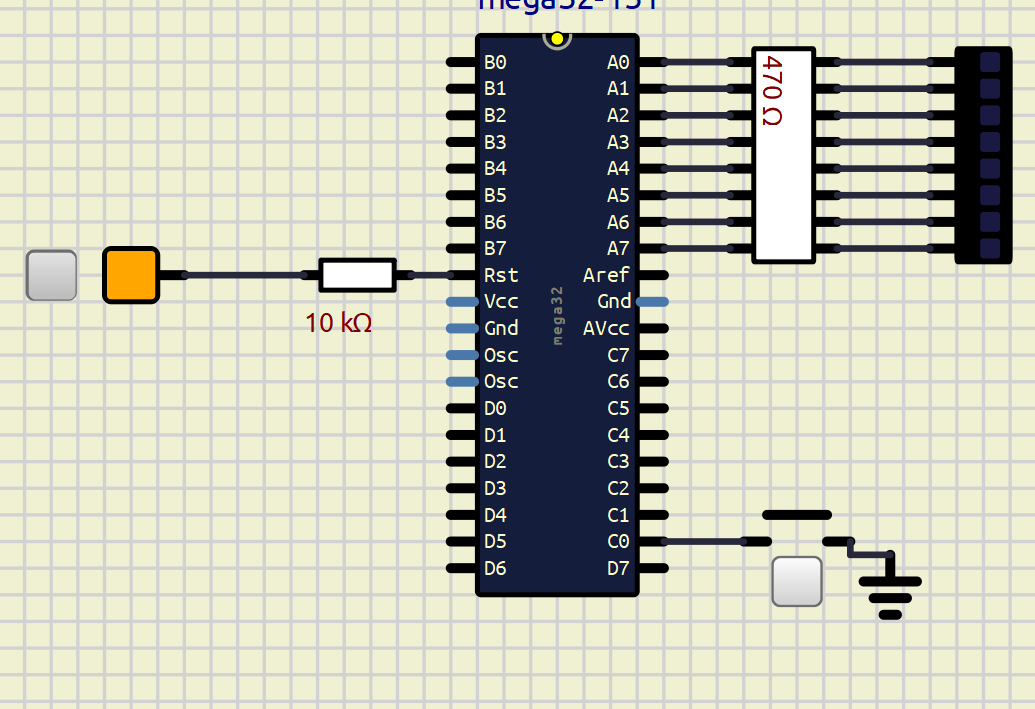 B0 A0
B1 A1
B2 A2
B3 A3
B4 A4
B5 A5
B6 A6
B7 A7
Rst Aref
Vcc Gnd
Gnd AVcc
Osc C7
Osc C6
D0 C5
D1 C4
D2 C3
D3 C2
D4 C1
D5 C0
D6 D7
mega32
470 Ω
10 kΩ